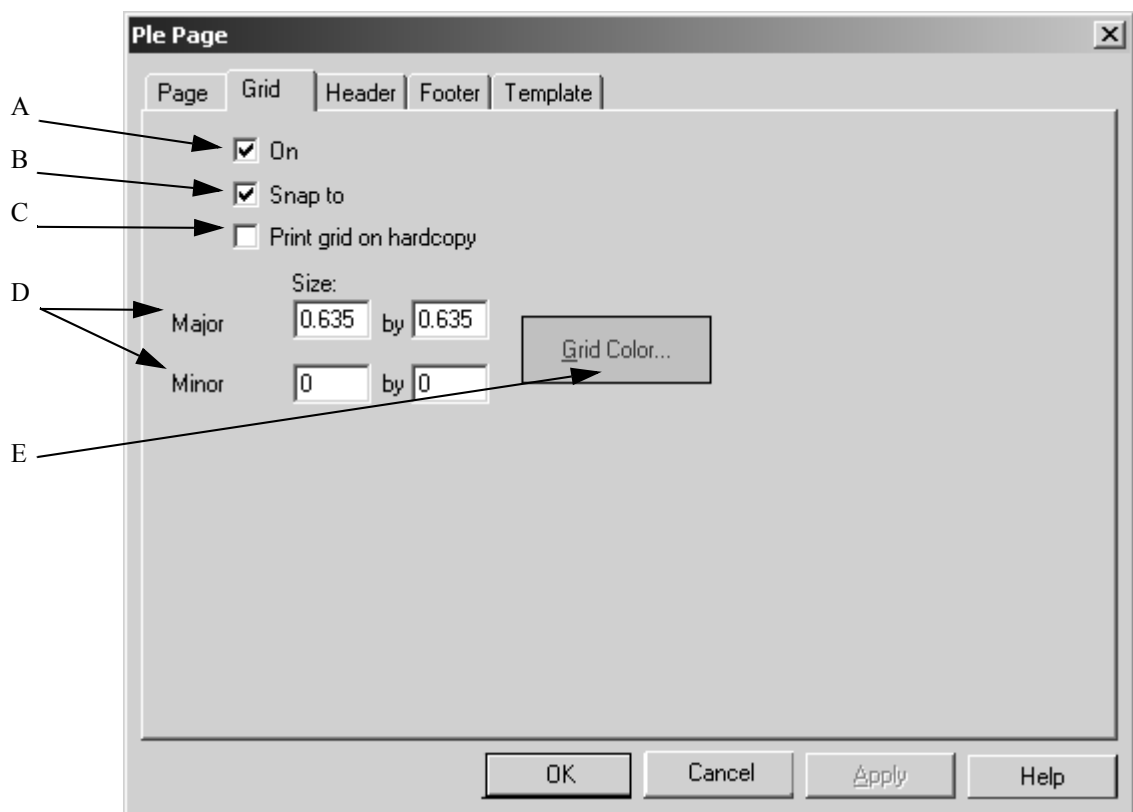 Ple Page
Page Grid Header Footer Template
A
On
B
Snap to
C
Print grid on hardcopy
Size:
D
Major 0.635 by 0.635
Grid Color...
Minor 0 by 0
E
OK Cancel Apply Help